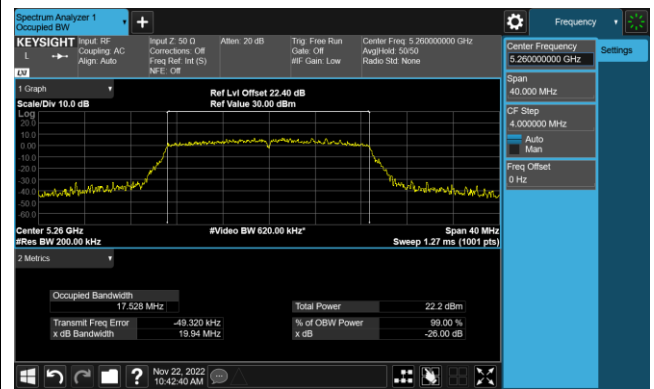 Spectrum Analyzer 1
Occupied BW
Frequency
KEYSIGHT
L
LXI
Input: RF
Coupling: AC
Align: Auto
Input Z: 50 Ω
Corrections: Off
Freq Ref: Int (S)
NFE: Off
Atten: 20 dB
Trig: Free Run
Gate: Off
#IF Gain: Low
Center Freq: 5.260000000 GHz
Avg|Hold: 50/50
Radio Std: None
Center Frequency
5.260000000 GHz
Settings
Span
40.000 MHz
CF Step
4.000000 MHz
Auto
Man
Freq Offset
0 Hz
1 Graph
Scale/Div 10.0 dB
Ref Lvl Offset 22.40 dB
Ref Value 30.00 dBm
Log
20.0
10.0
0.00
-10.0
-20.0
-30.0
-40.0
-50.0
-60.0
Center 5.26 GHz
#Video BW 620.00 kHz*
Span 40 MHz
#Res BW 200.00 kHz
Sweep 1.27 ms (1001 pts)
2 Metrics
Occupied Bandwidth
17.528 MHz
Total Power 22.2 dBm
Transmit Freq Error -49.320 kHz
% of OBW Power 99.00 %
x dB Bandwidth 19.94 MHz
x dB -26.00 dB
?
Nov 22, 2022
10:42:40 AM